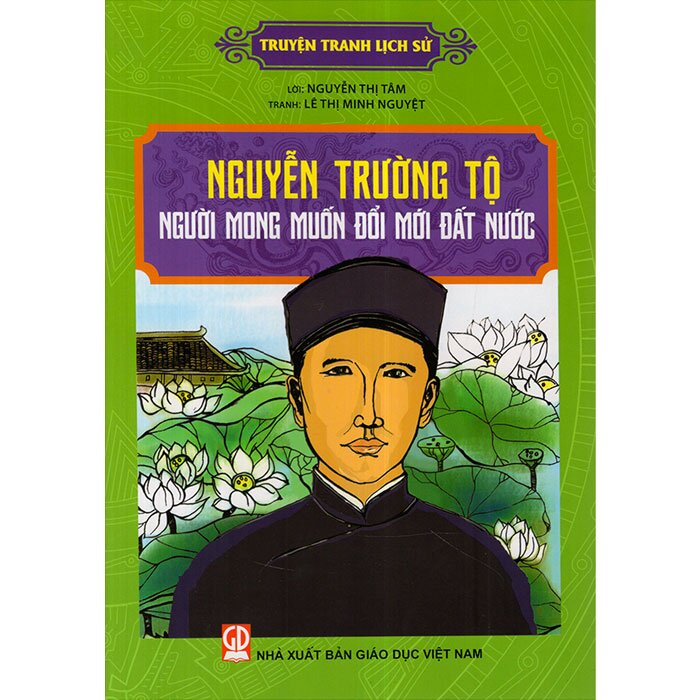 TRUYỆN TRANH LỊCH SỬ
LỜI: NGUYỄN THỊ TÂM
TRANH: LÊ THỊ MINH NGUYỆT
NGUYỄN TRƯỜNG TỘ
NGƯỜI MONG MUỐN ĐỔI MỚI ĐẤT NƯỚC
GD
NHÀ XUẤT BẢN GIÁO DỤC VIỆT NAM